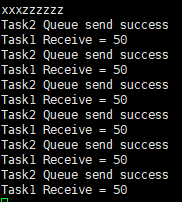 xxxzzzzzz
Task2 Queue send success
Task1 Receive = 50
Task2 Queue send success
Task1 Receive = 50
Task2 Queue send success
Task1 Receive = 50
Task2 Queue send success
Task1 Receive = 50
Task2 Queue send success
Task1 Receive = 50
Task2 Queue send success
Task1 Receive = 50